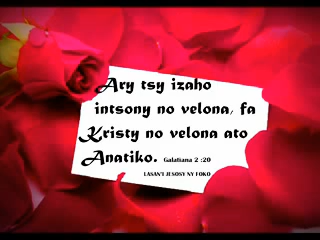 Ary tsy izaho
intsony no velona, fa
Kristy no velona ato
Anatiko. Galatiana 2 :20
LASAN'I JESOSY NY FOKO